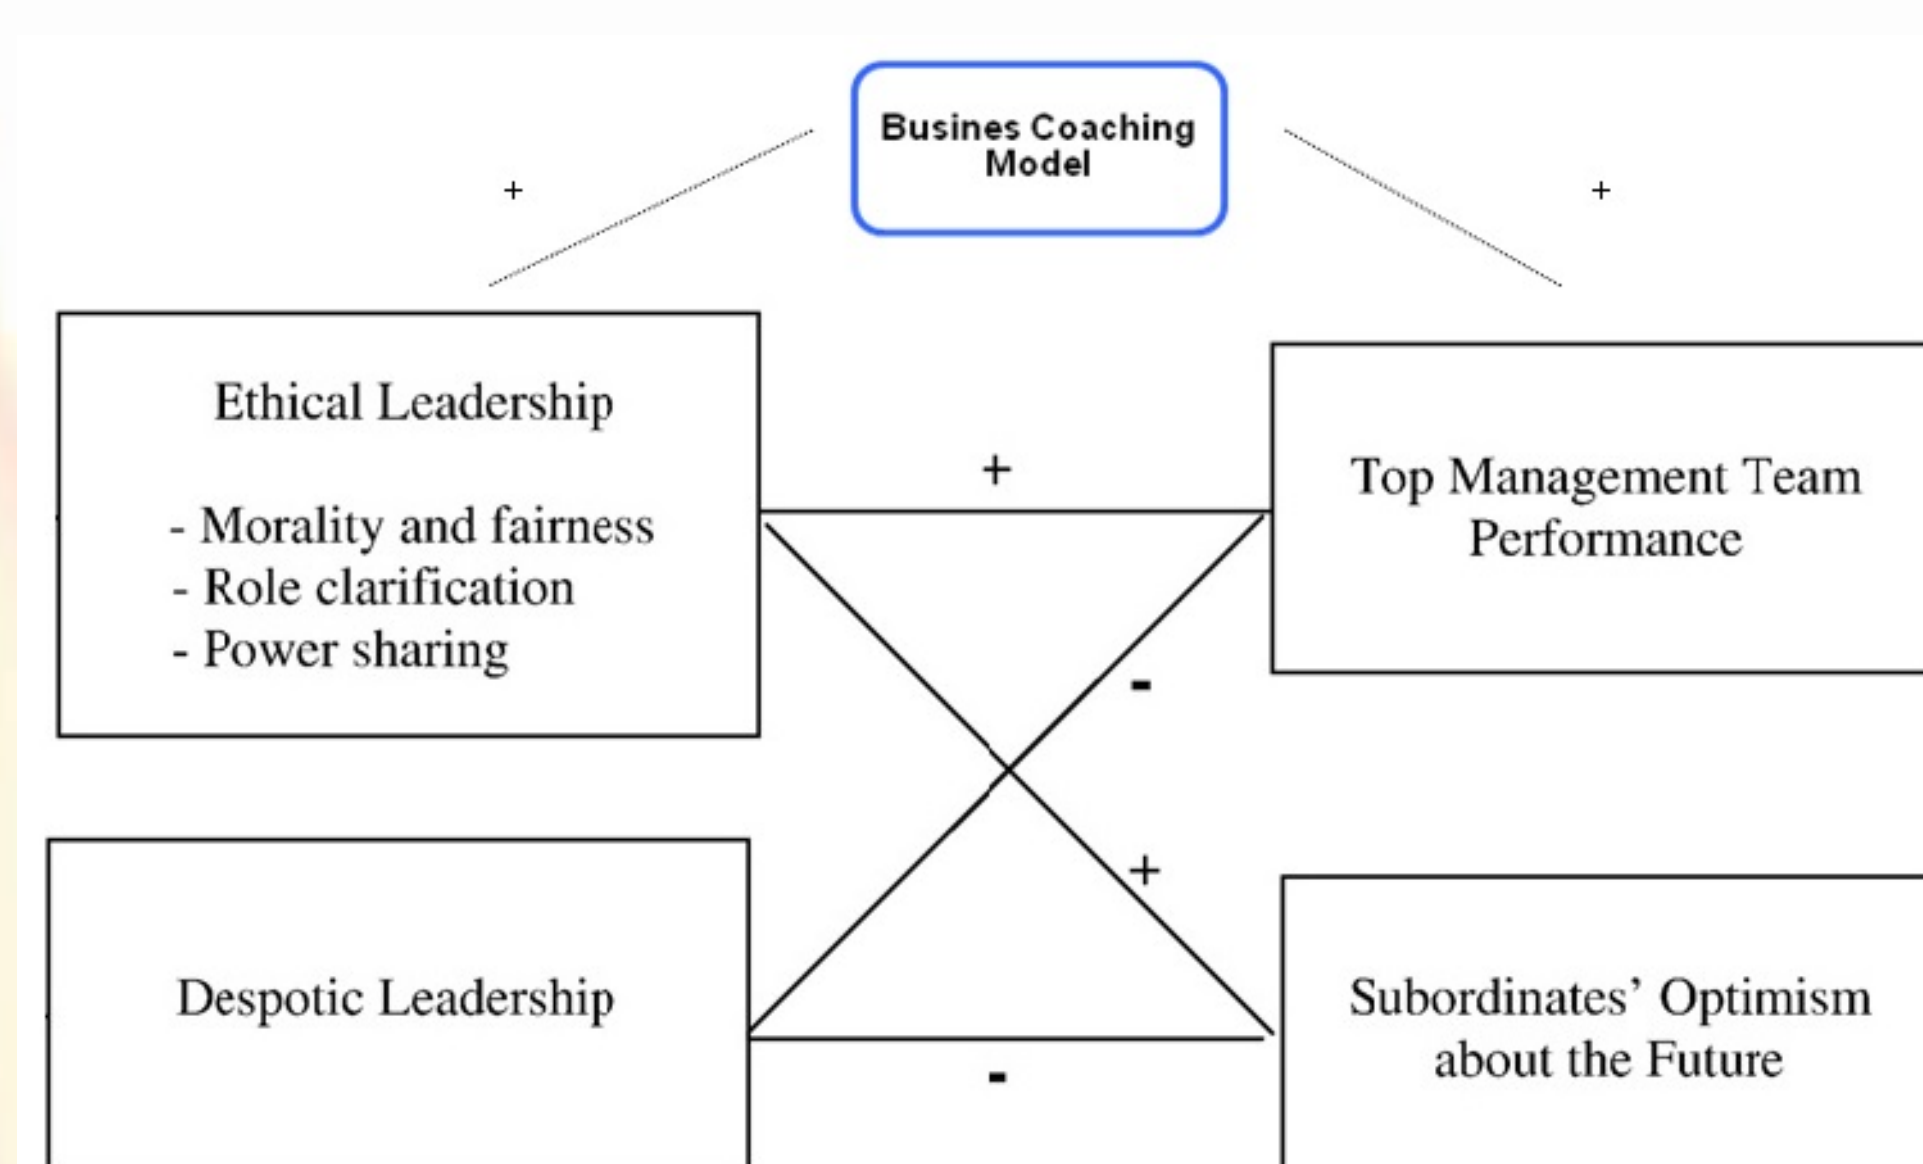 Busines Coaching
Model
+
+
Ethical Leadership
- Morality and fairness
- Role clarification
- Power sharing
+
Top Management Team
Performance
-
+
Despotic Leadership
-
Subordinates’ Optimism
about the Future